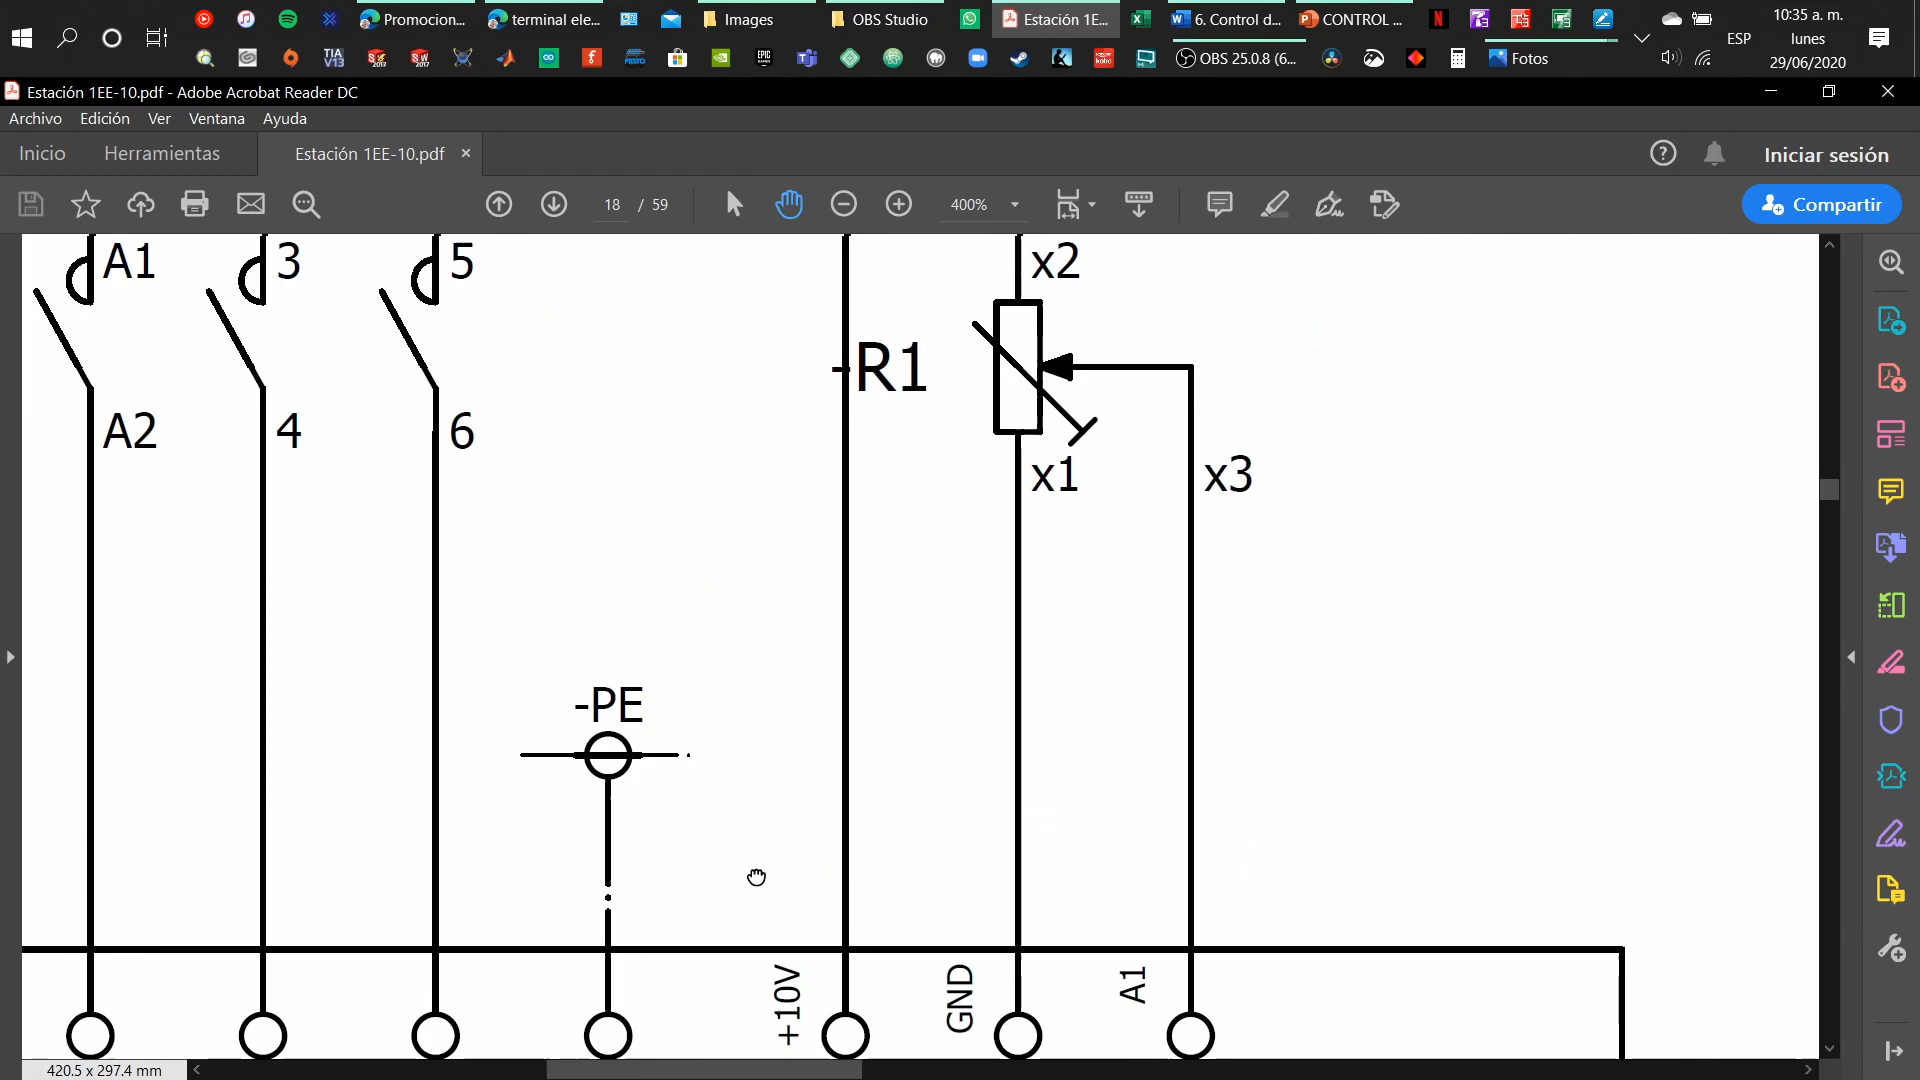 Promocion...
terminal ele...
Images
OBS Studio
Estación 1E...
6. Control d...
CONTROL ...
10:35 a. m.
ESP
lunes
29/06/2020
TIA
V13
OBS 25.0.8 (6...
Fotos
Estación 1EE-10.pdf - Adobe Acrobat Reader DC
Archivo
Edición
Ver
Ventana
Ayuda
Inicio
Herramientas
Estación 1EE-10.pdf
Iniciar sesión
18 / 59
400%
Compartir
A1
3
5
x2
-R1
A2
4
6
x1
x3
-PE
+10V
GND
A1
420.5 x 297.4 mm